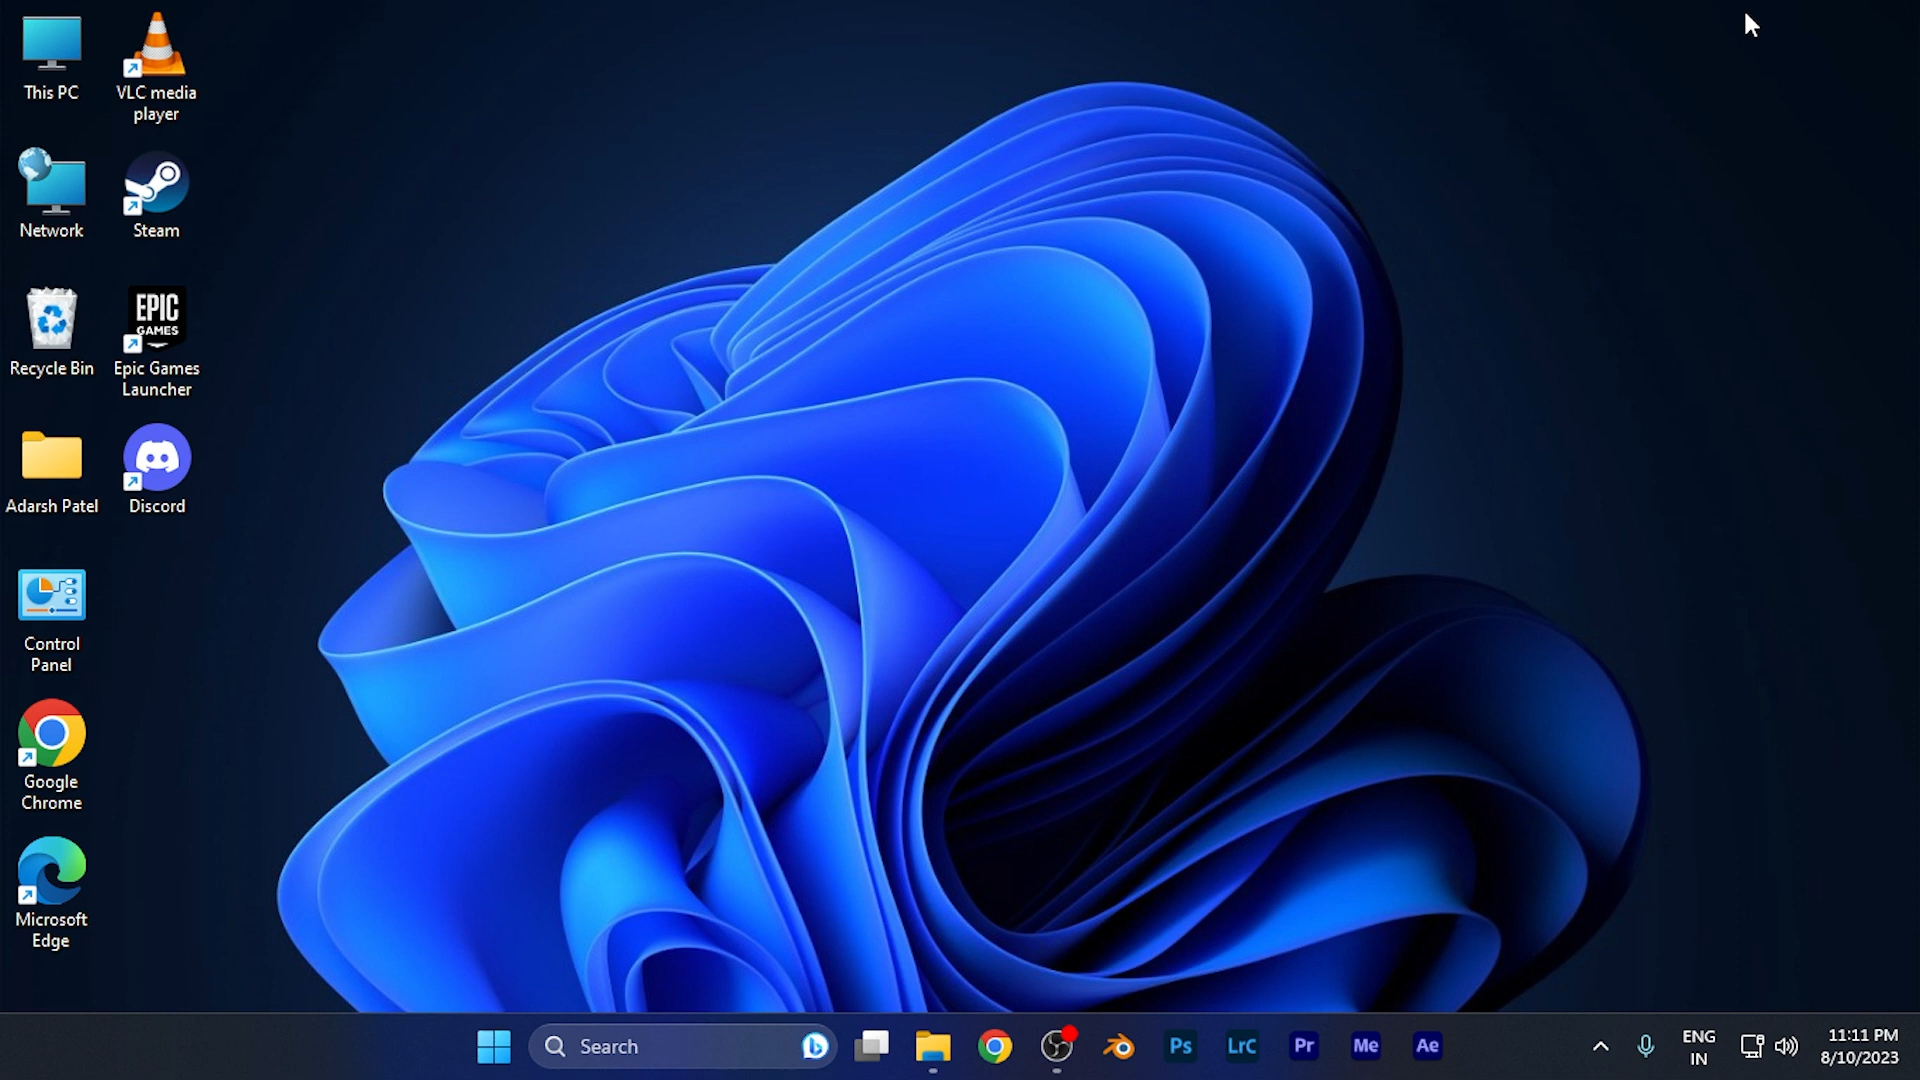 This PC
VLC media
player
Network
Steam
Recycle Bin
EPIC
GAMES
Epic Games
Launcher
Adarsh Patel
Discord
Control
Panel
Google
Chrome
Microsoft
Edge
Search
Ps
LrC
Pr
Me
Ae
ENG
IN
11:11 PM
8/10/2023